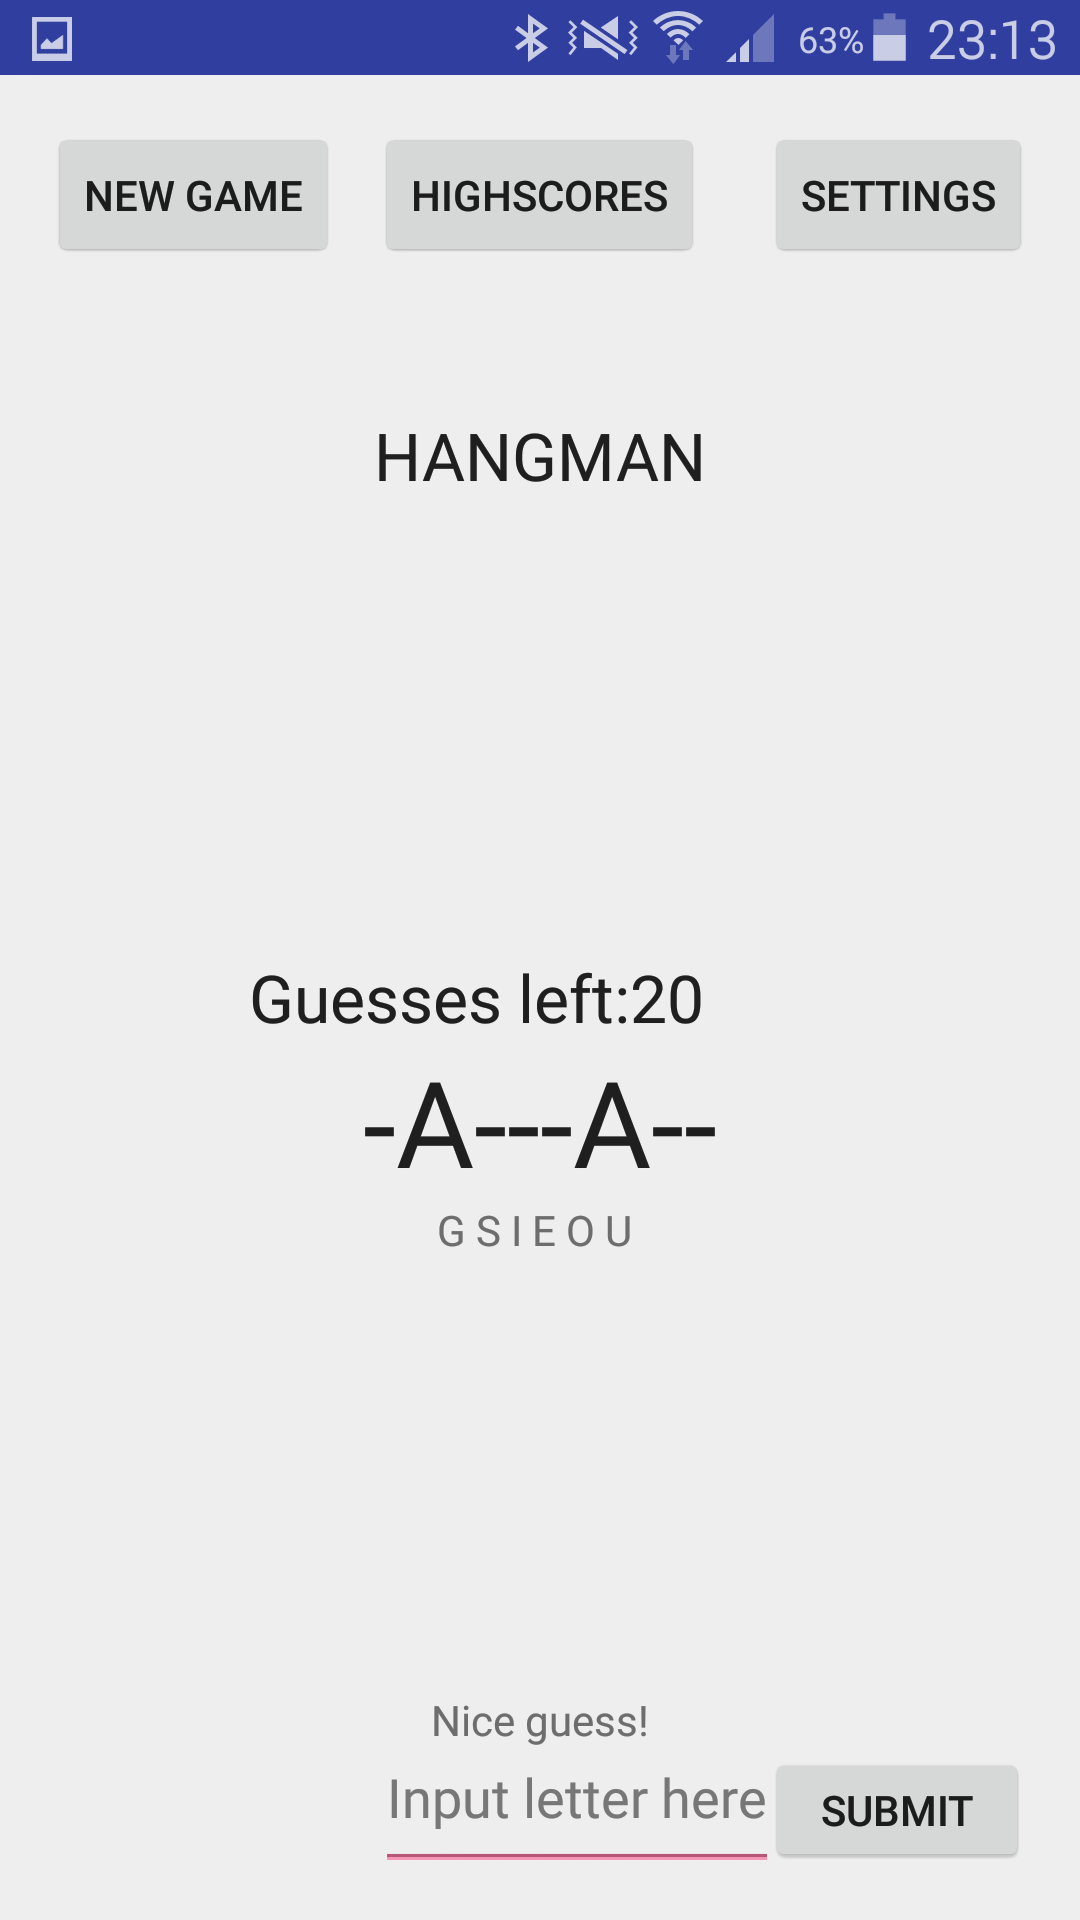 63% 23:13
NEW GAME HIGHSCORES SETTINGS
HANGMAN
Guesses left:20
-A---A--
G S I E O U
Nice guess!
Input letter here SUBMIT